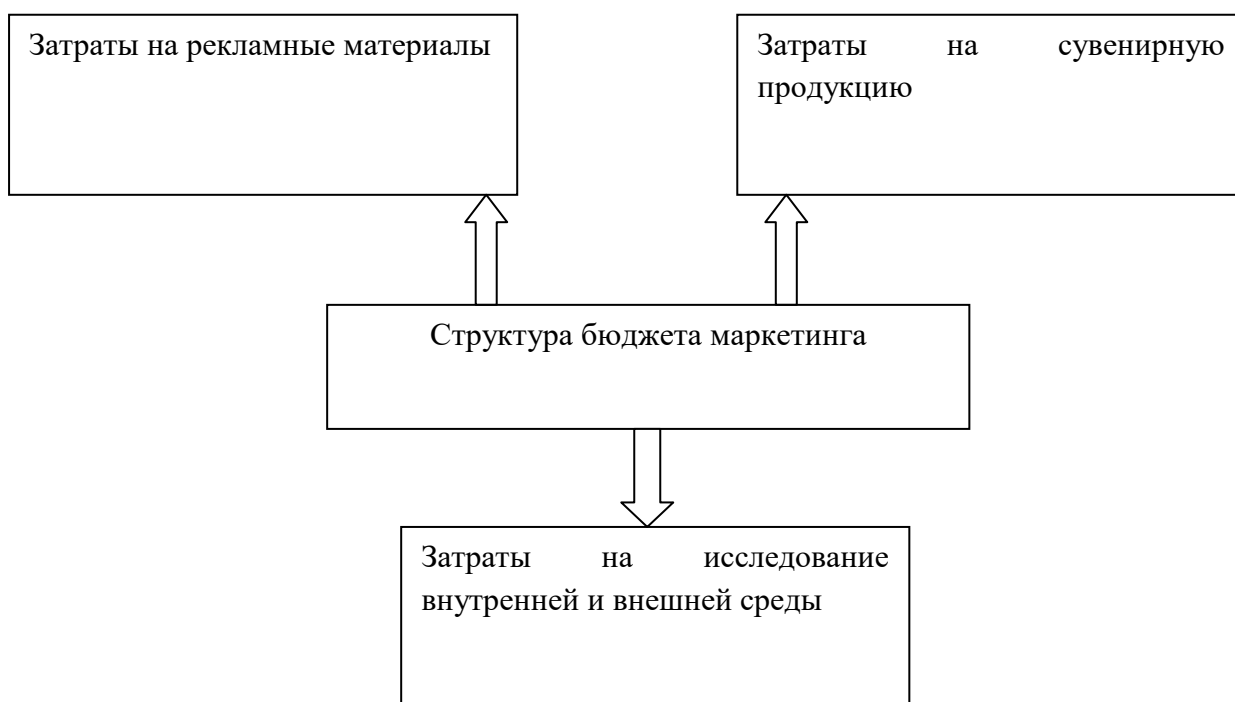 Затраты на рекламные материалы
Затраты на сувенирную
продукцию
Структура бюджета маркетинга
Затраты на исследование
внутренней и внешней среды